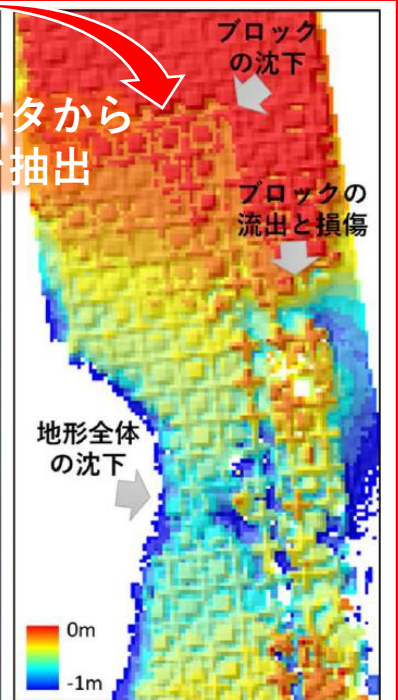 ブロック
の沈下
タから
抽出
ブロックの
流出と損傷
地形全体
の沈下
0m
-1m